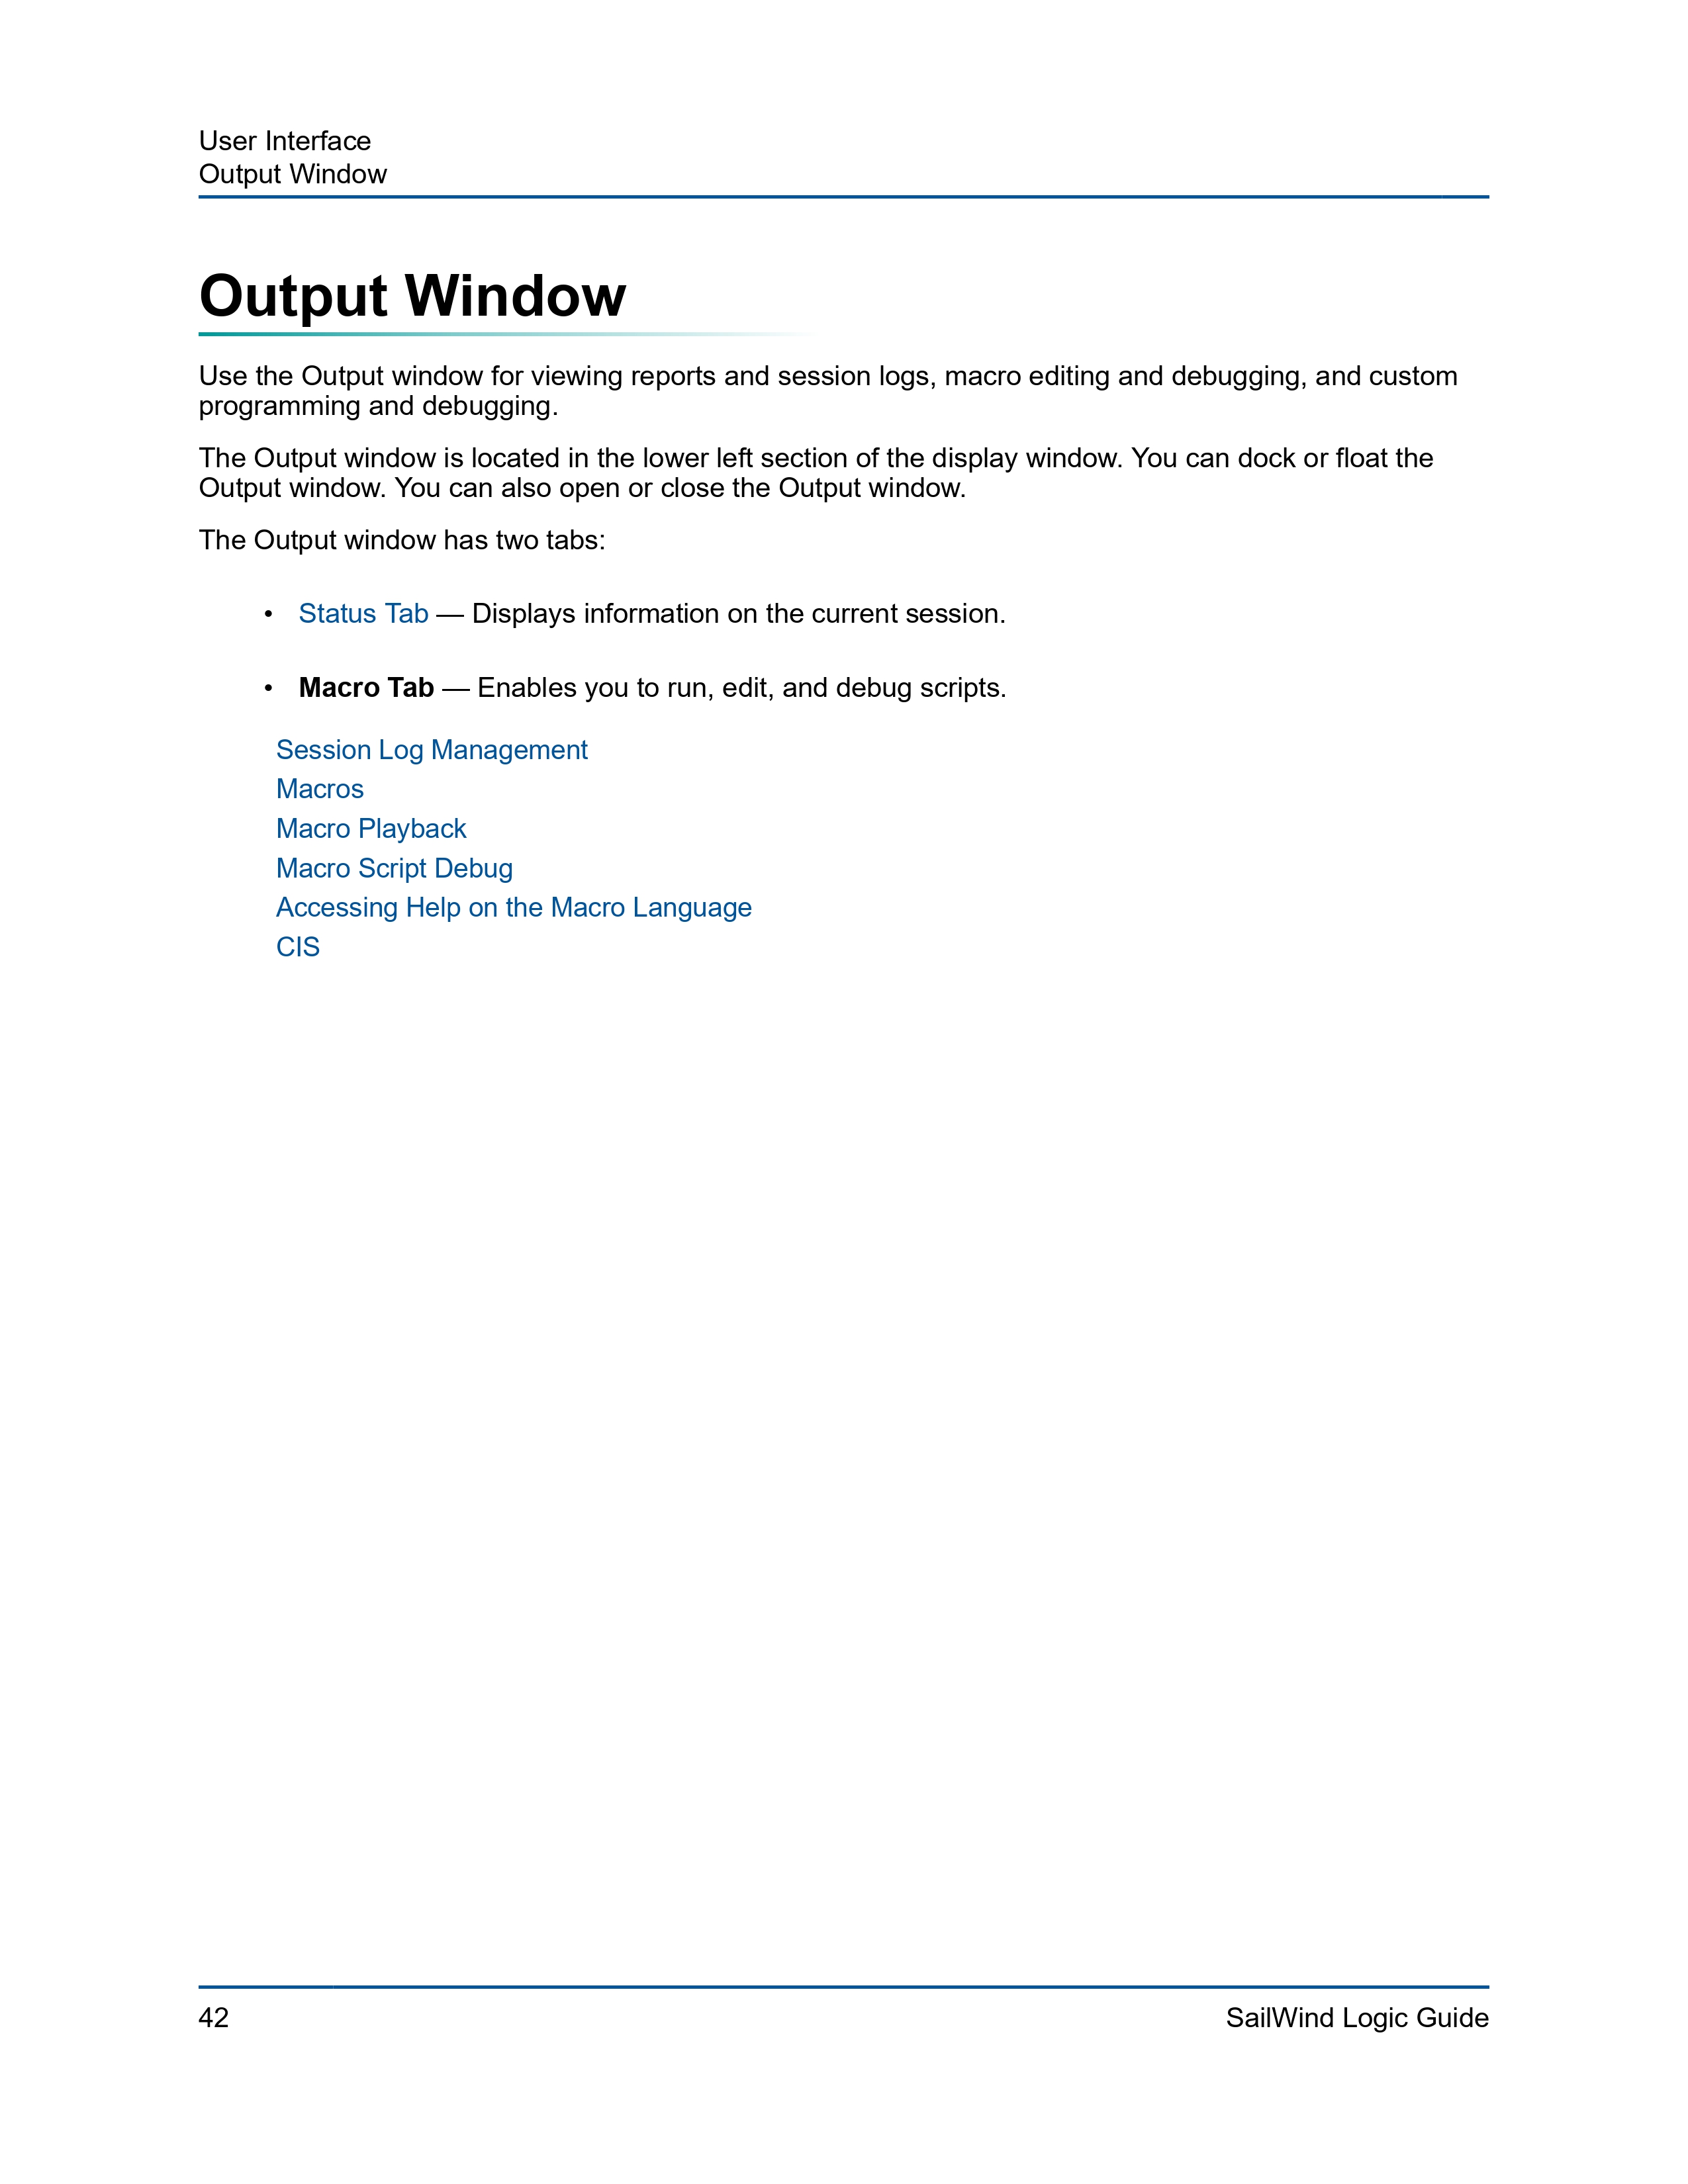 User Interface
Output Window
Output Window
Use the Output window for viewing reports and session logs, macro editing and debugging, and custom
programming and debugging.
The Output window is located in the lower left section of the display window. You can dock or float the
Output window. You can also open or close the Output window.
The Output window has two tabs:
• Status Tab — Displays information on the current session.
• Macro Tab — Enables you to run, edit, and debug scripts.
Session Log Management
Macros
Macro Playback
Macro Script Debug
Accessing Help on the Macro Language
CIS
42 SailWind Logic Guide